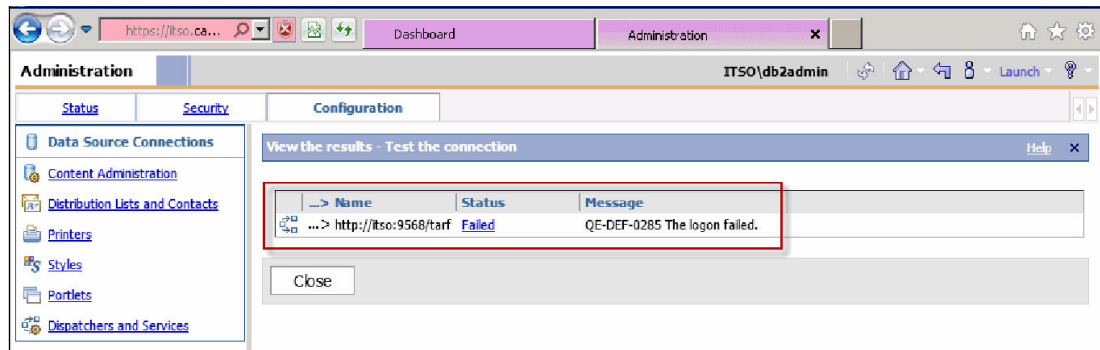 https://itso.ca...
Dashboard
Administration
Administration
ITSO\db2admin
Launch
Status
Security
Configuration
Data Source Connections
Content Administration
Distribution Lists and Contacts
Printers
Styles
Portlets
Dispatchers and Services
View the results - Test the connection
Help
...> Name Status Message
...> http://itso:9568/tarf Failed QE-DEF-0285 The logon failed.
Close